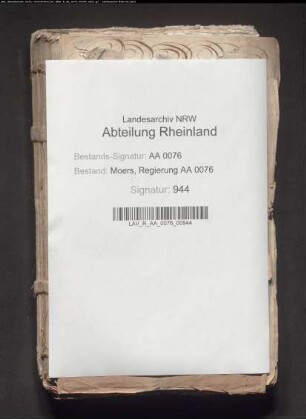 Landesarchiv NRW
Abteilung Rheinland
Bestands-Signatur: AA 0076
Bestand: Moers, Regierung AA 0076
Signatur: 944
LAV_R_AA_0076_00944